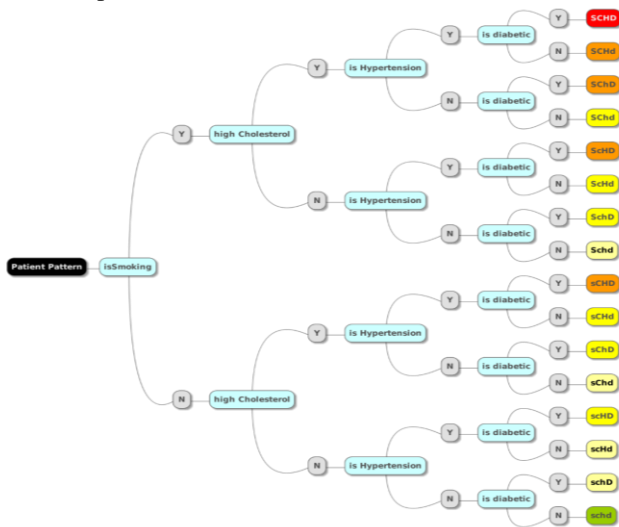 Y is diabetic Y SCHD
N SCHd
Y is Hypertension
N is diabetic Y SChD
N SChd
Y high Cholesterol
Y is diabetic Y ScHD
N ScHd
N is Hypertension
N is diabetic Y SchD
N Schd
Patient Pattern isSmoking
Y is diabetic Y sCHD
N sCHd
Y is Hypertension
N is diabetic Y sChD
N sChd
N high Cholesterol
Y is diabetic Y scHD
N scHd
N is Hypertension
N is diabetic Y schD
N schd